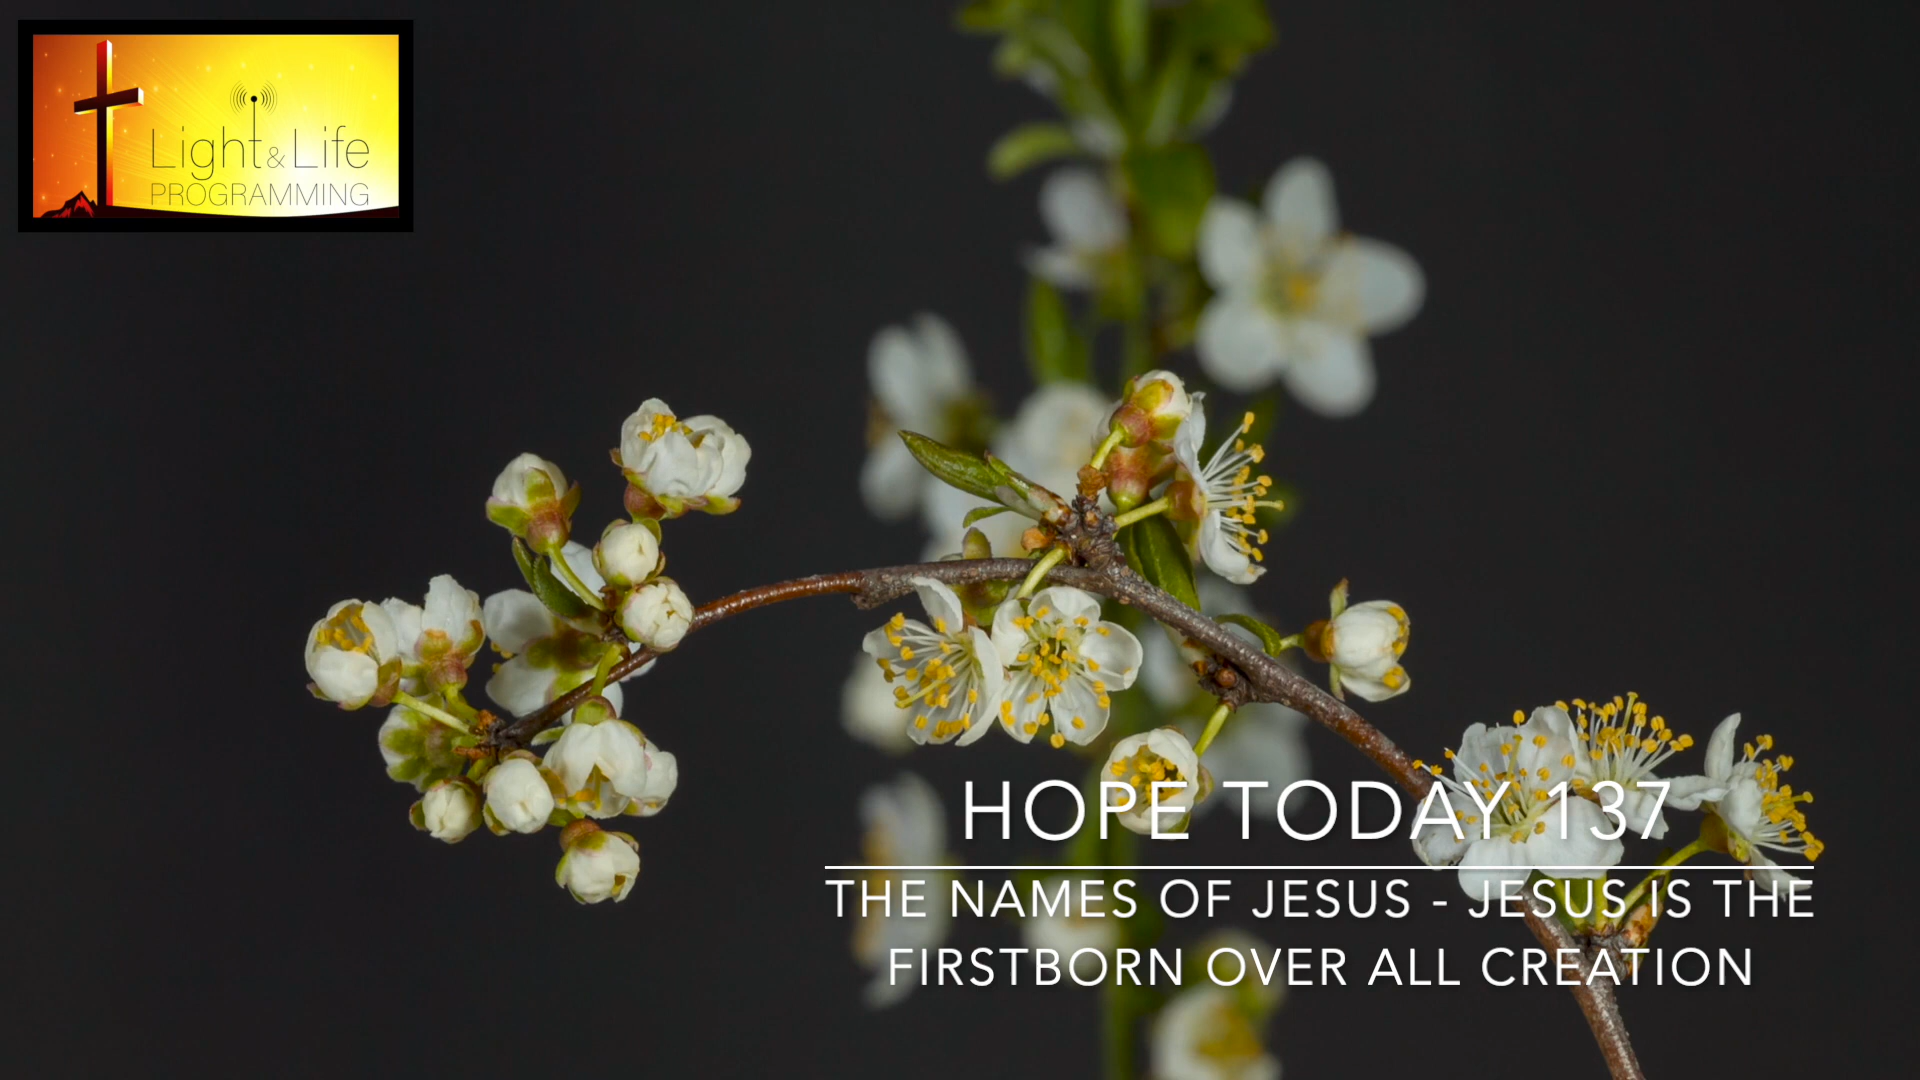 Light & Life
PROGRAMMING
HOPE TODAY 137
THE NAMES OF JESUS - JESUS IS THE
FIRSTBORN OVER ALL CREATION